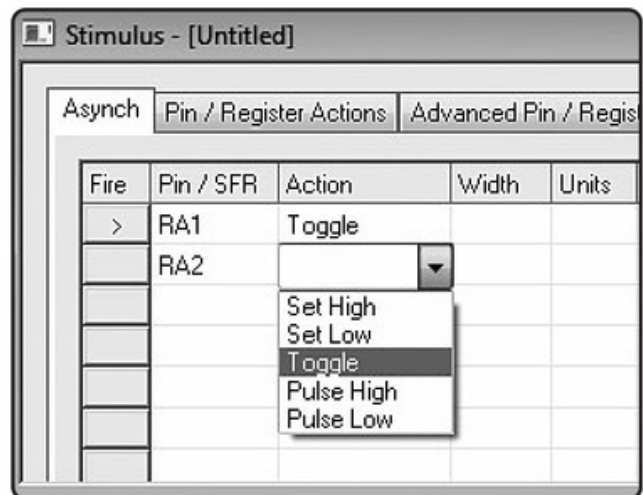 Stimulus - [Untitled]
Asynch Pin / Register Actions Advanced Pin / Regis
Fire Pin / SFR Action Width Units
> RA1 Toggle
RA2
Set High
Set Low
Toggle
Pulse High
Pulse Low